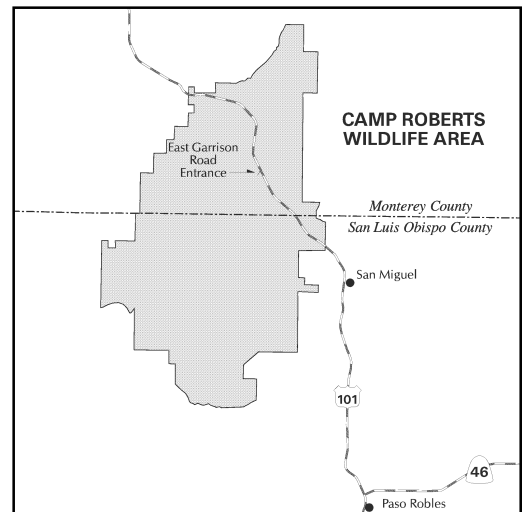 CAMP ROBERTS
WILDLIFE AREA
East Garrison
Road
Entrance
Monterey County
San Luis Obispo County
San Miguel
101
46
Paso Robles